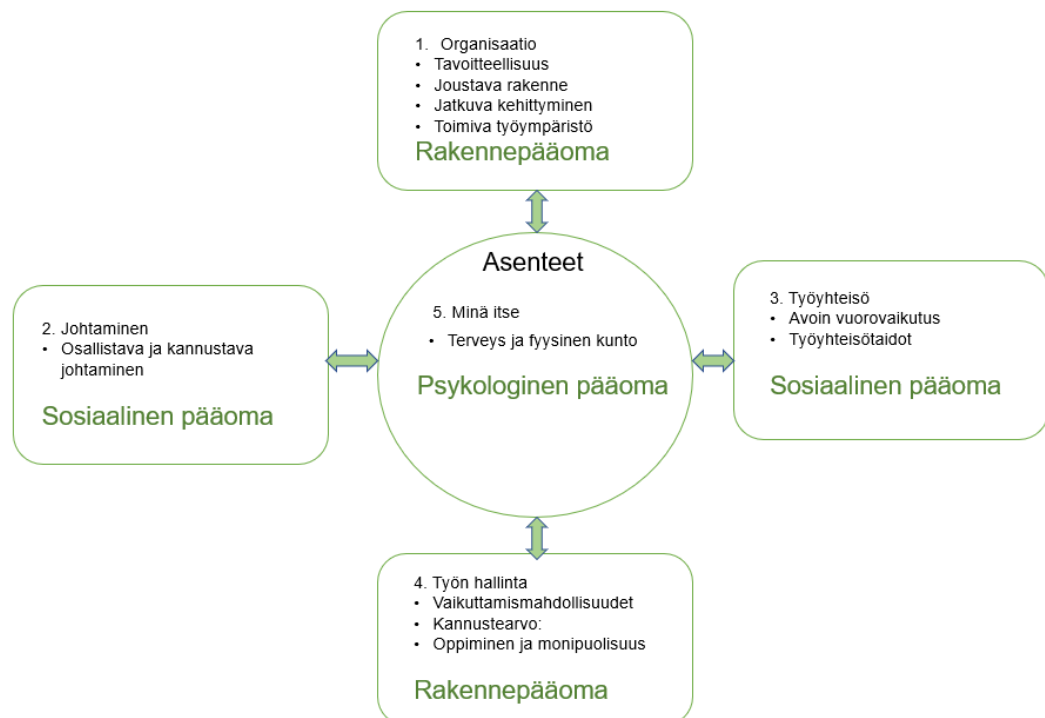 1. Organisaatio
• Tavoitteellisuus
• Joustava rakenne
• Jatkuva kehittyminen
• Toimiva työympäristö
Rakennepääoma
Asenteet
5. Minä itse
• Terveys ja fyysinen kunto
Psykologinen pääoma
2. Johtaminen
• Osallistava ja kannustava
johtaminen
Sosiaalinen pääoma
3. Työyhteisö
• Avoin vuorovaikutus
• Työyhteisötaidot
Sosiaalinen pääoma
4. Työn hallinta
• Vaikuttamismahdollisuudet
• Kannustearvo:
• Oppiminen ja monipuolisuus
Rakennepääoma